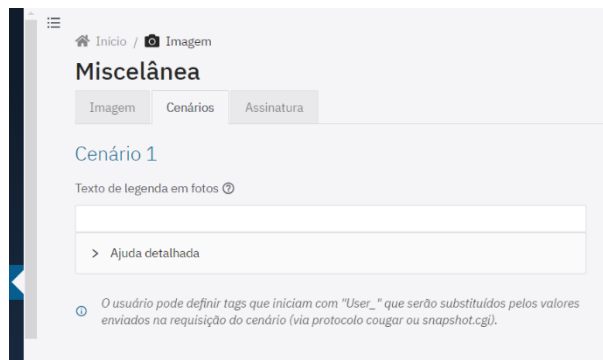 Início / Imagem
Miscelânea
Imagem Cenários Assinatura
Cenário 1
Texto de legenda em fotos
Ajuda detalhada
O usuário pode definir tags que iniciam com "User_" que serão substituídos pelos valores
enviados na requisição do cenário (via protocolo cougar ou snapshot.cgi).